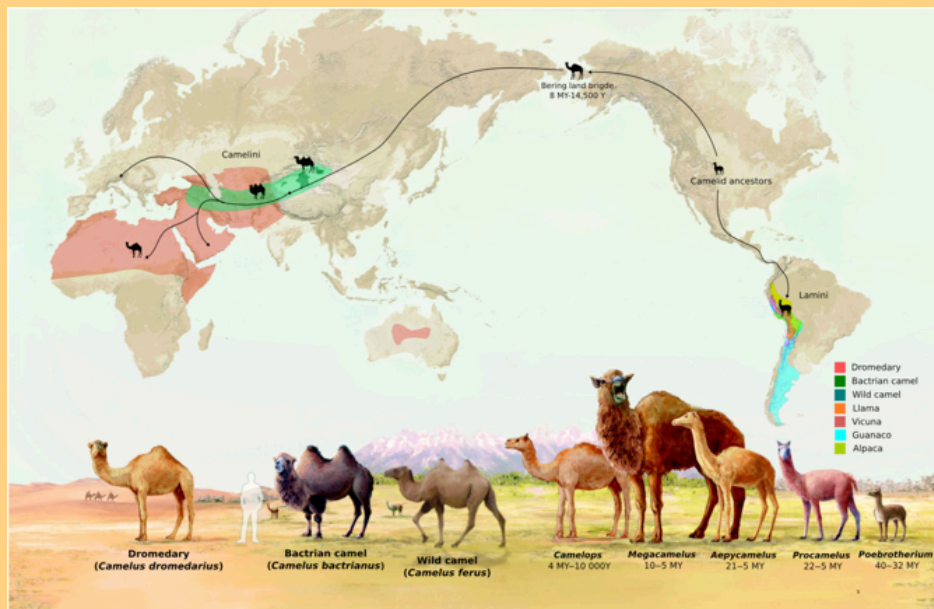 Bering land brigde
8 MY-14,500 Y
Camelini
Camelid ancestors
Lamini
Dromedary
Bactrian camel
Wild camel
Llama
Vicuna
Guanaco
Alpaca
Dromedary
(Camelus dromedarius)
Bactrian camel
(Camelus bactrianus)
Wild camel
(Camelus ferus)
Camelops
4 MY–10 000Y
Megacamelus
10–5 MY
Aepycamelus
21–5 MY
Procamelus
22–5 MY
Poebrotherium
40–32 MY